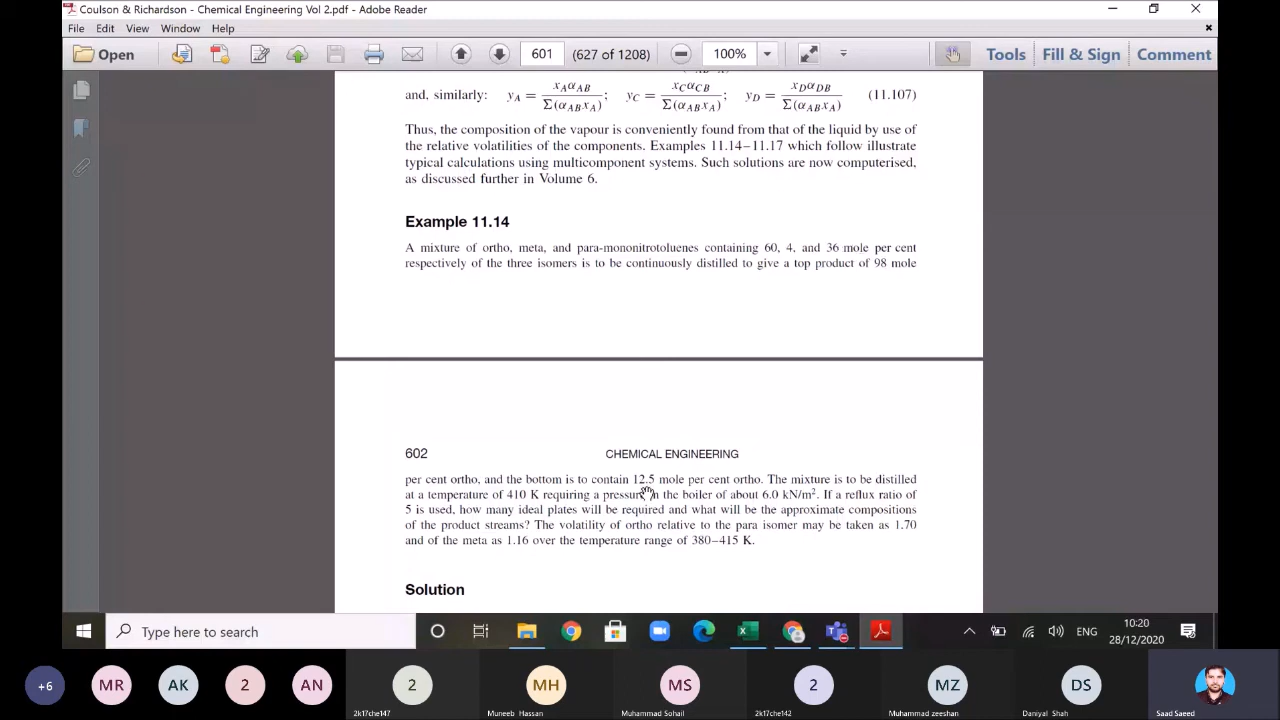 Coulson & Richardson - Chemical Engineering Vol 2.pdf - Adobe Reader
File Edit View Window Help
Open 601 (627 of 1208) 100% Tools Fill & Sign Comment
and, similarly: yA = xAαAB / Σ(αABxA); yC = xCαCB / Σ(αABxA); yD = xDαDB / Σ(αABxA) (11.107)
Thus, the composition of the vapour is conveniently found from that of the liquid by use of
the relative volatilities of the components. Examples 11.14–11.17 which follow illustrate
typical calculations using multicomponent systems. Such solutions are now computerised,
as discussed further in Volume 6.
Example 11.14
A mixture of ortho, meta, and para-mononitrotoluenes containing 60, 4, and 36 mole per cent
respectively of the three isomers is to be continuously distilled to give a top product of 98 mole
602 CHEMICAL ENGINEERING
per cent ortho, and the bottom is to contain 12.5 mole per cent ortho. The mixture is to be distilled
at a temperature of 410 K requiring a pressure in the boiler of about 6.0 kN/m². If a reflux ratio of
5 is used, how many ideal plates will be required and what will be the approximate compositions
of the product streams? The volatility of ortho relative to the para isomer may be taken as 1.70
and of the meta as 1.16 over the temperature range of 380–415 K.
Solution
Type here to search
ENG
10:20
28/12/2020
+6 MR AK 2 AN 2 MH MS 2 MZ DS
2k17che147 Muneeb Hassan Muhammad Sohail 2k17che142 Muhammad zeeshan Daniyal Shah Saad Saeed